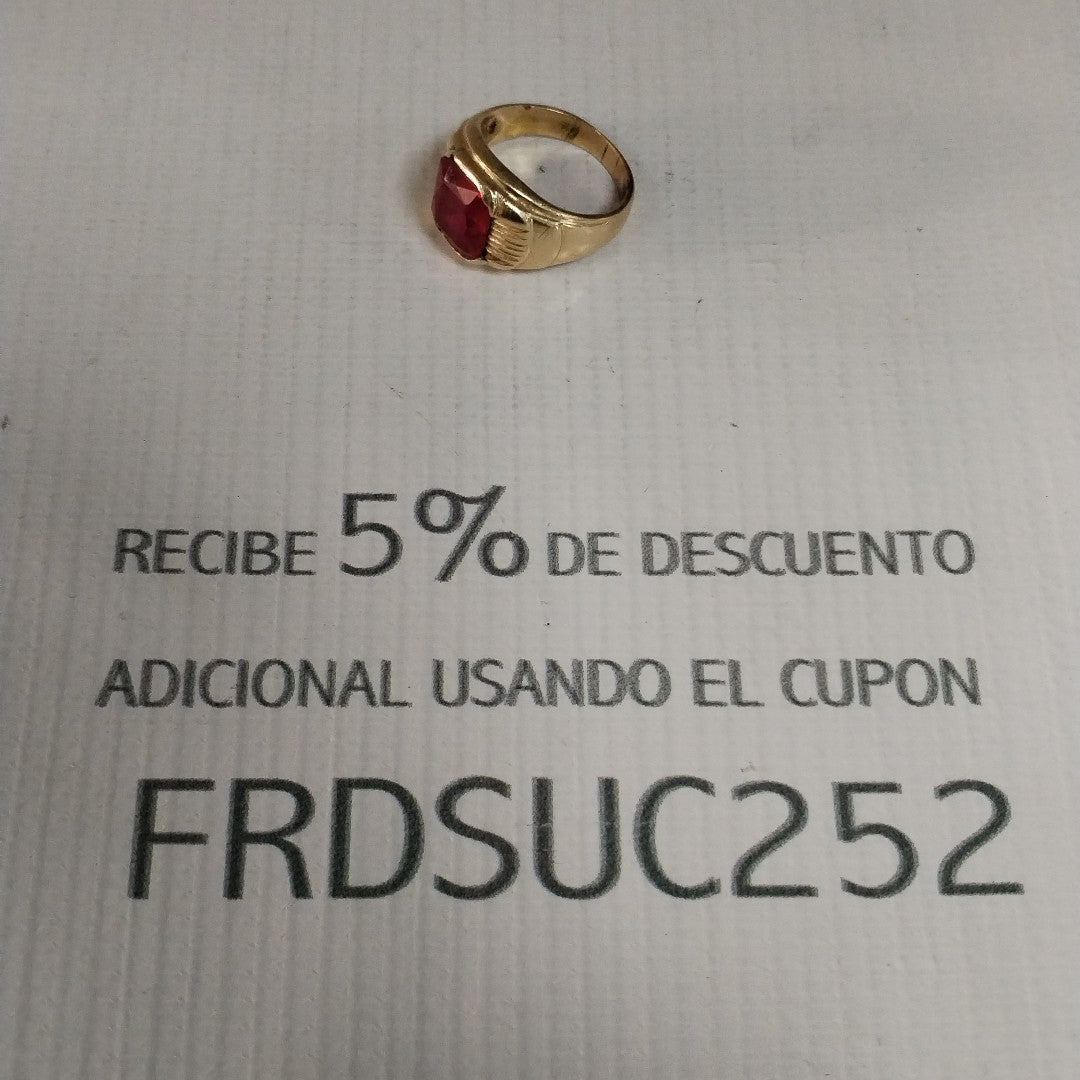 RECIBE 5% DE DESCUENTO
ADICIONAL USANDO EL CUPON
FRDSUC252